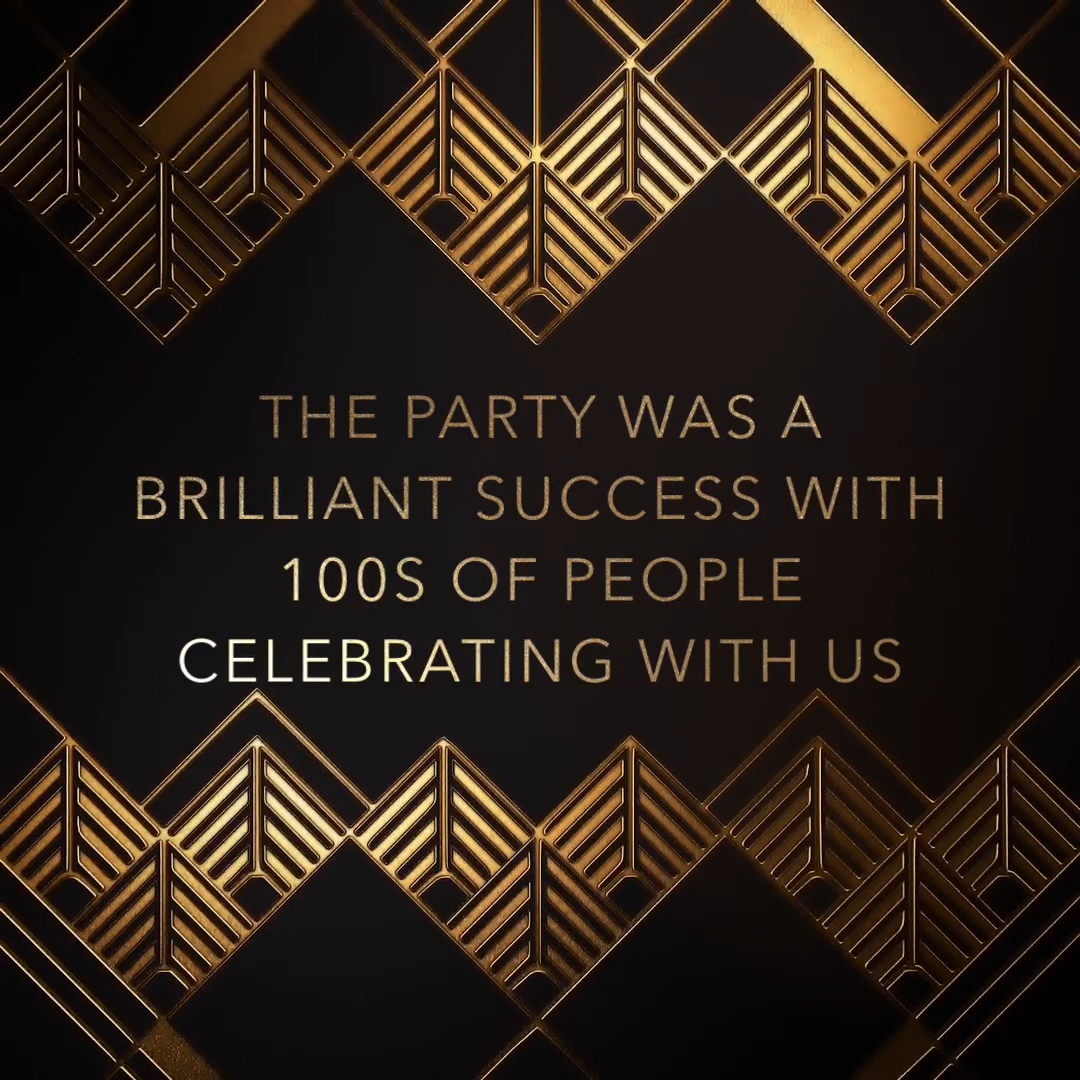 THE PARTY WAS A
BRILLIANT SUCCESS WITH
100S OF PEOPLE
CELEBRATING WITH US